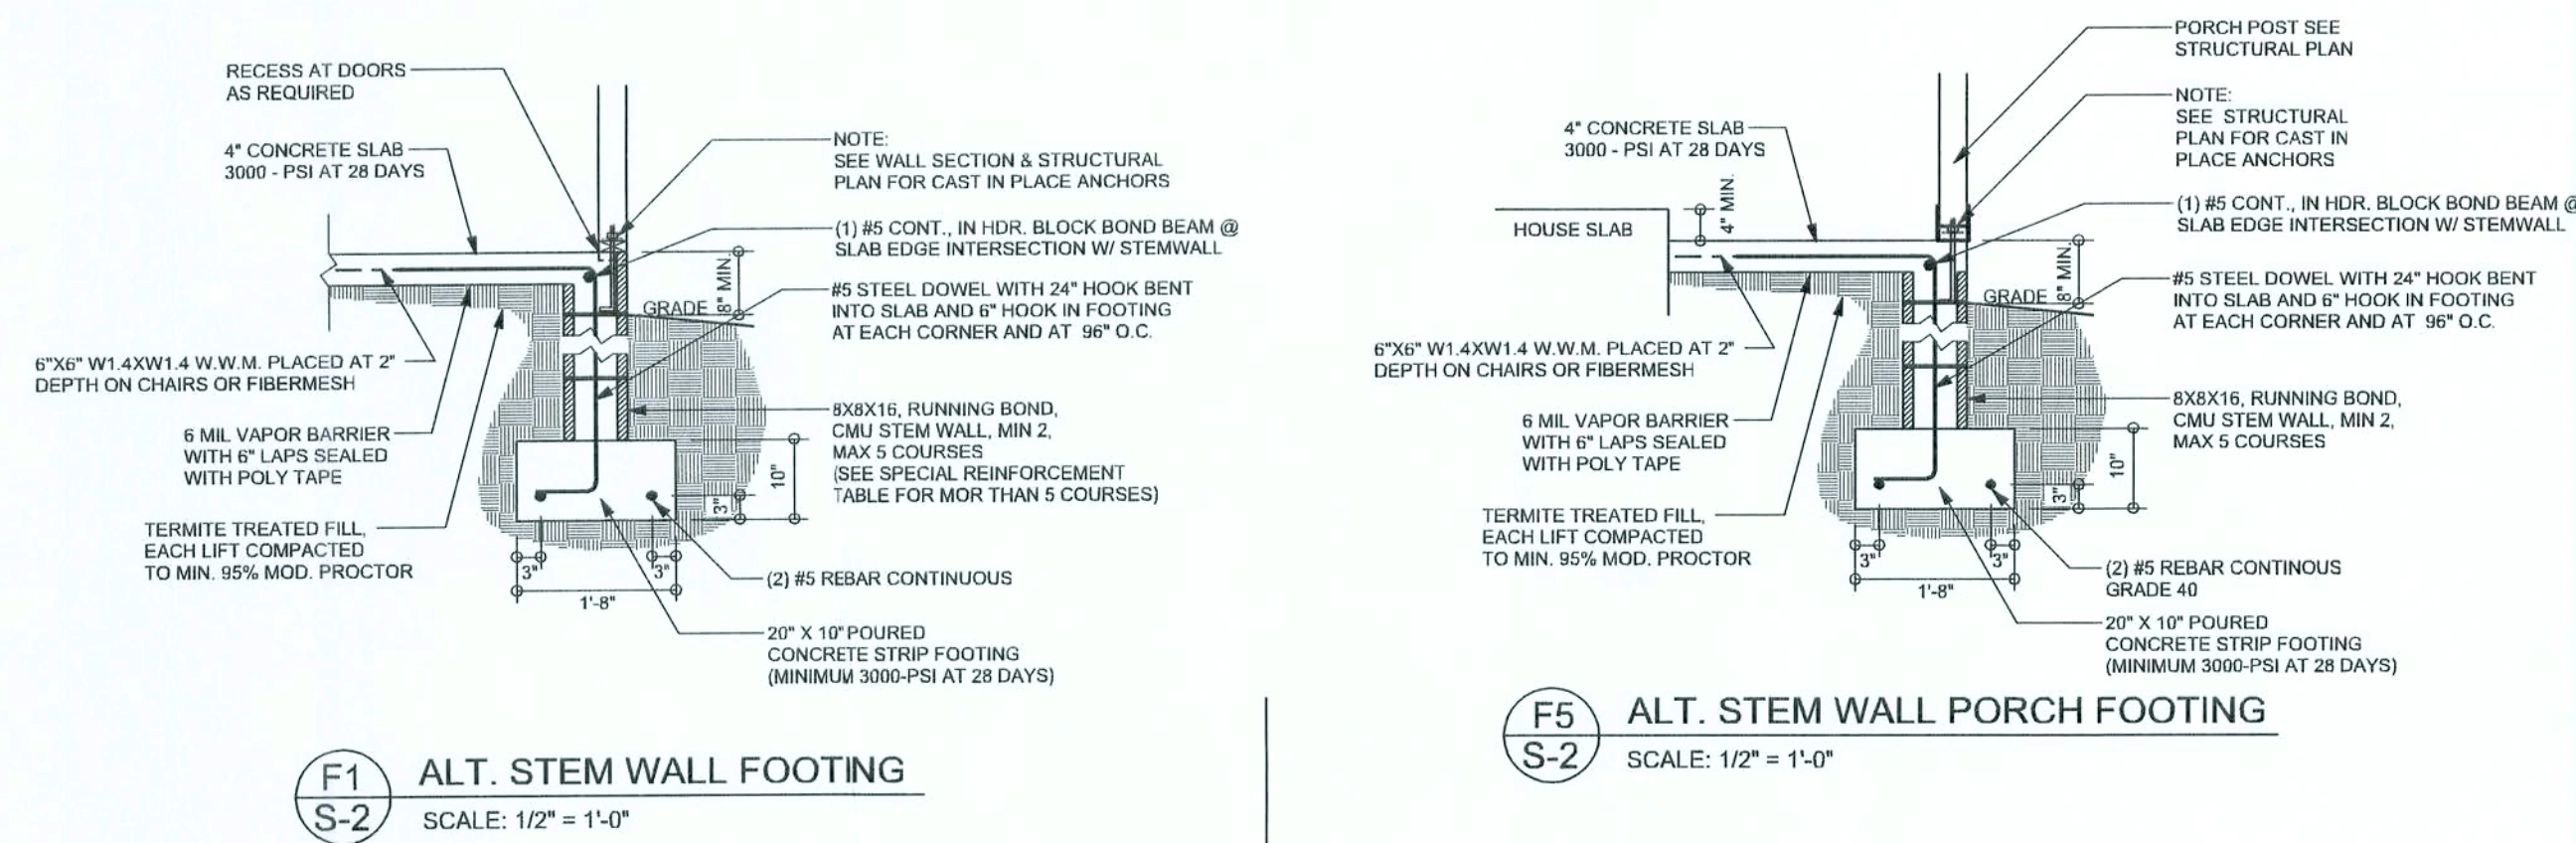 RECESS AT DOORS
AS REQUIRED
4" CONCRETE SLAB
3000 - PSI AT 28 DAYS
6"X6" W1.4XW1.4 W.W.M. PLACED AT 2"
DEPTH ON CHAIRS OR FIBERMESH
6 MIL VAPOR BARRIER
WITH 6" LAPS SEALED
WITH POLY TAPE
TERMITE TREATED FILL,
EACH LIFT COMPACTED
TO MIN. 95% MOD. PROCTOR
NOTE:
SEE WALL SECTION & STRUCTURAL
PLAN FOR CAST IN PLACE ANCHORS
(1) #5 CONT., IN HDR. BLOCK BOND BEAM @
SLAB EDGE INTERSECTION W/ STEMWALL
8" MIN.
GRADE
#5 STEEL DOWEL WITH 24" HOOK BENT
INTO SLAB AND 6" HOOK IN FOOTING
AT EACH CORNER AND AT 96" O.C.
8X8X16, RUNNING BOND,
CMU STEM WALL, MIN 2,
MAX 5 COURSES
(SEE SPECIAL REINFORCEMENT
TABLE FOR MOR THAN 5 COURSES)
10"
3"
3"
3"
1'-8"
(2) #5 REBAR CONTINUOUS
20" X 10" POURED
CONCRETE STRIP FOOTING
(MINIMUM 3000-PSI AT 28 DAYS)
F1
S-2
ALT. STEM WALL FOOTING
SCALE: 1/2" = 1'-0"
4" CONCRETE SLAB
3000 - PSI AT 28 DAYS
4" MIN.
HOUSE SLAB
6"X6" W1.4XW1.4 W.W.M. PLACED AT 2"
DEPTH ON CHAIRS OR FIBERMESH
6 MIL VAPOR BARRIER
WITH 6" LAPS SEALED
WITH POLY TAPE
TERMITE TREATED FILL,
EACH LIFT COMPACTED
TO MIN. 95% MOD. PROCTOR
PORCH POST SEE
STRUCTURAL PLAN
NOTE:
SEE STRUCTURAL
PLAN FOR CAST IN
PLACE ANCHORS
(1) #5 CONT., IN HDR. BLOCK BOND BEAM @
SLAB EDGE INTERSECTION W/ STEMWALL
8" MIN.
GRADE
#5 STEEL DOWEL WITH 24" HOOK BENT
INTO SLAB AND 6" HOOK IN FOOTING
AT EACH CORNER AND AT 96" O.C.
8X8X16, RUNNING BOND,
CMU STEM WALL, MIN 2,
MAX 5 COURSES
10"
3"
3"
3"
1'-8"
(2) #5 REBAR CONTINOUS
GRADE 40
20" X 10" POURED
CONCRETE STRIP FOOTING
(MINIMUM 3000-PSI AT 28 DAYS)
F5
S-2
ALT. STEM WALL PORCH FOOTING
SCALE: 1/2" = 1'-0"